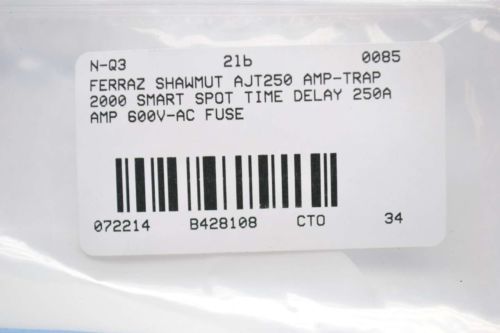 N-Q3 21b 0085
FERRAZ SHAWMUT AJT250 AMP-TRAP
2000 SMART SPOT TIME DELAY 250A
AMP 600V-AC FUSE
072214 B428108 CTO 34